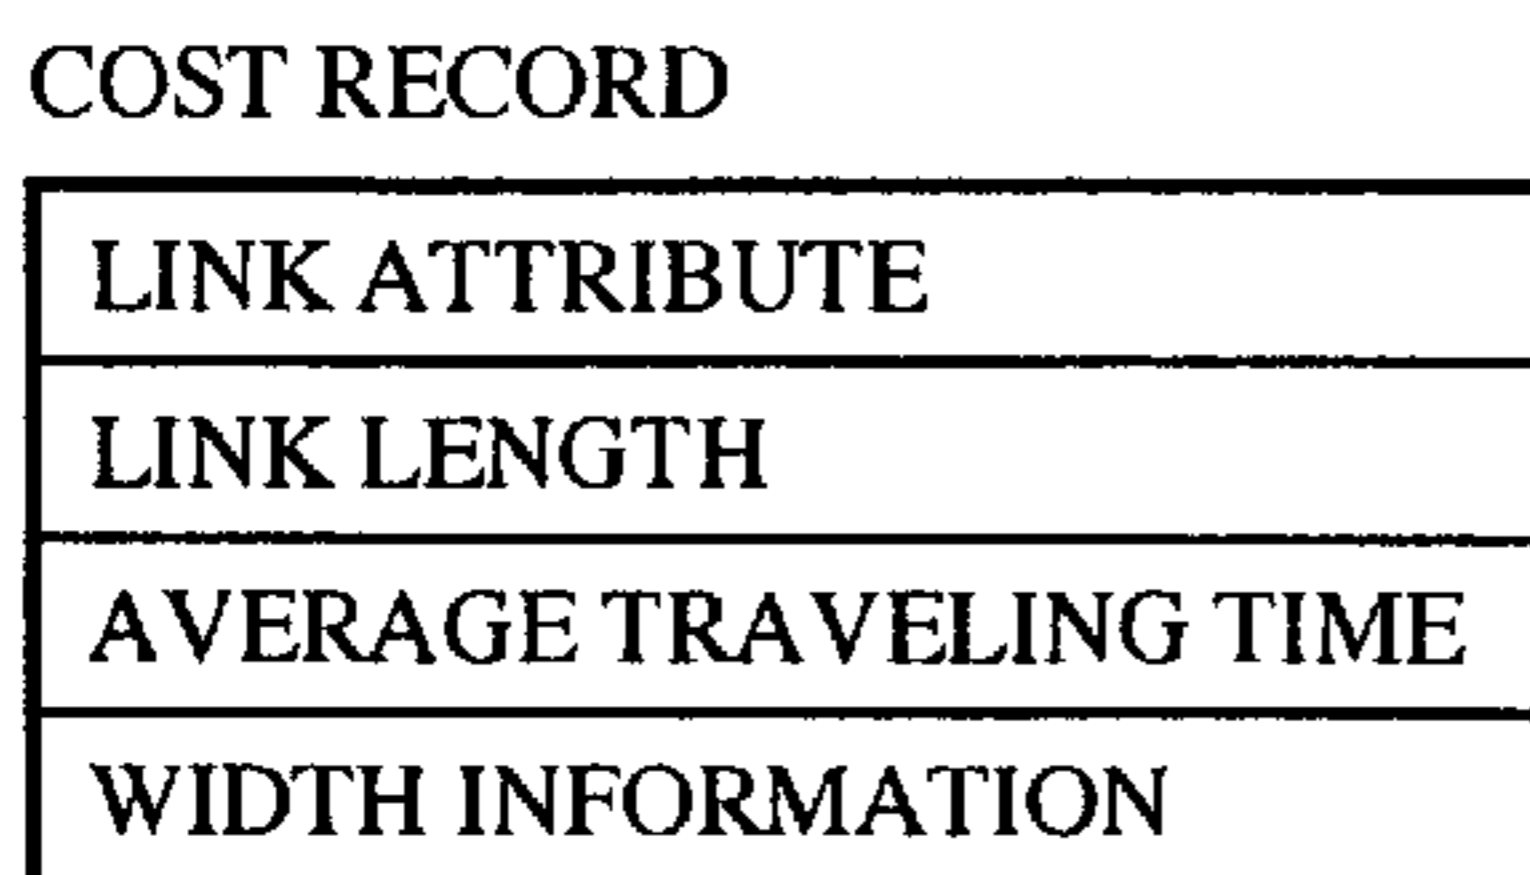 COST RECORD
LINK ATTRIBUTE
LINK LENGTH
AVERAGE TRAVELING TIME
WIDTH INFORMATION